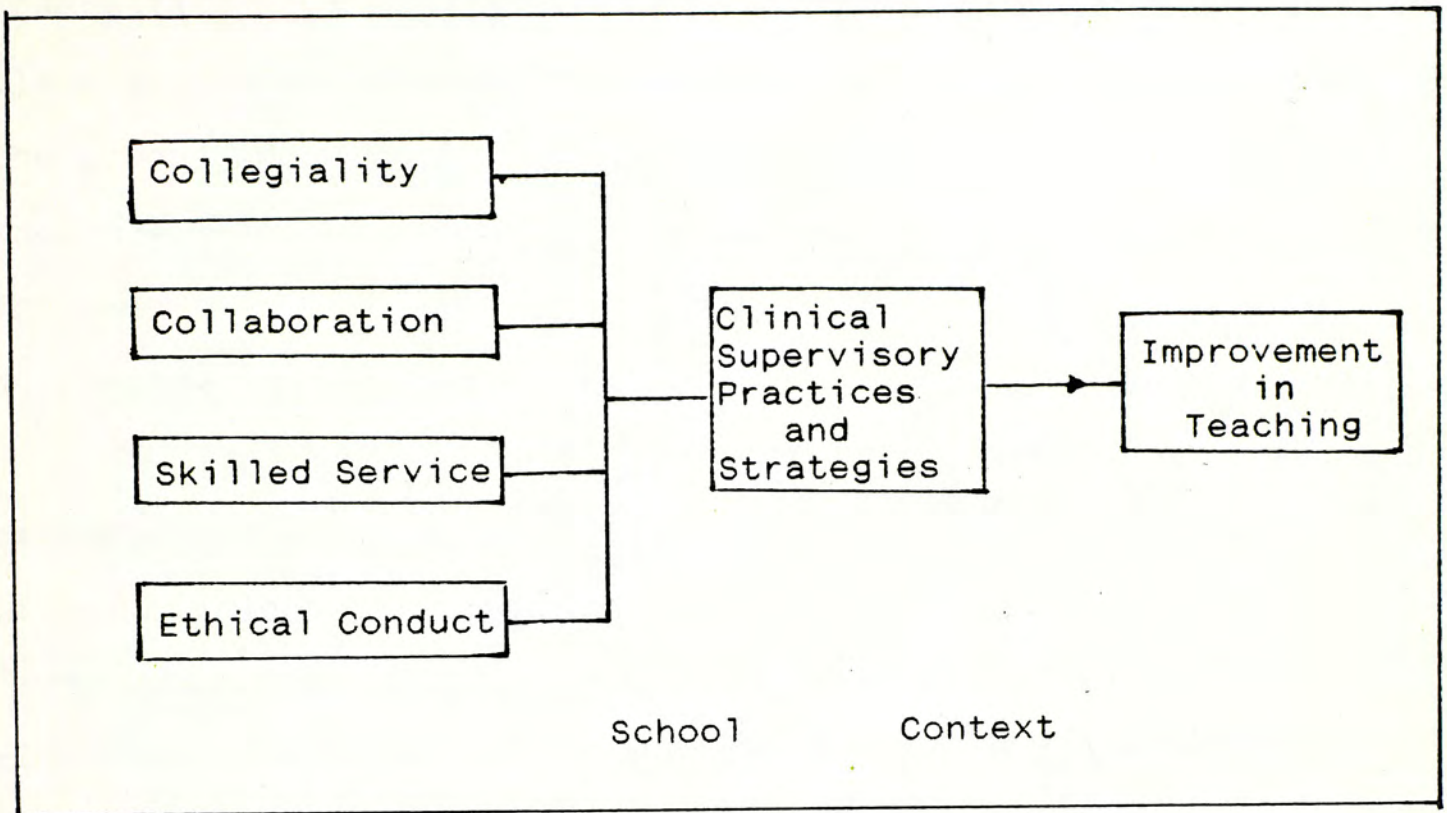 Collegiality
Collaboration
Skilled Service
Ethical Conduct
Clinical
Supervisory
Practices
and
Strategies
Improvement
in
Teaching
School Context